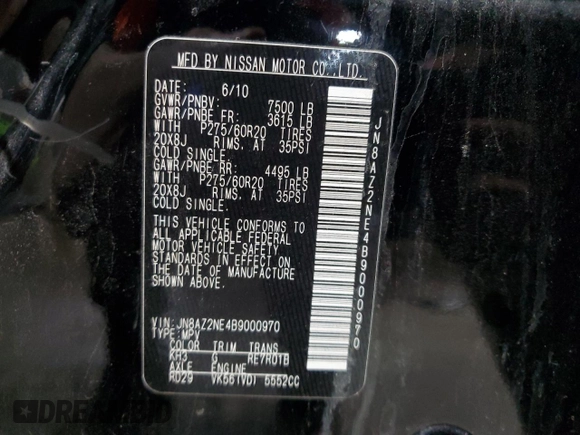 MFD BY NISSAN MOTOR CO.,LTD.
DATE: 6/10
GVWR/PNBV: 7500 LB
GAWR/PNBE FR: 3615 LB
WITH P275/60R20 TIRES
20X8J RIMS. AT 35PSI
COLD SINGLE.
GAWR/PNBE RR: 4495 LB
WITH P275/60R20 TIRES
20X8J RIMS. AT 35PSI
COLD SINGLE.
THIS VEHICLE CONFORMS TO
ALL APPLICABLE FEDERAL
MOTOR VEHICLE SAFETY
STANDARDS IN EFFECT ON
THE DATE OF MANUFACTURE
SHOWN ABOVE.
VIN: JN8AZ2NE4B9000970
TYPE: MPV
COLOR TRIM TRANS
KH3 G RE7R01B
AXLE ENGINE
RD29 VK56(VD) 5552CC
JN8AZ2NE4B9000970
DREAMBID